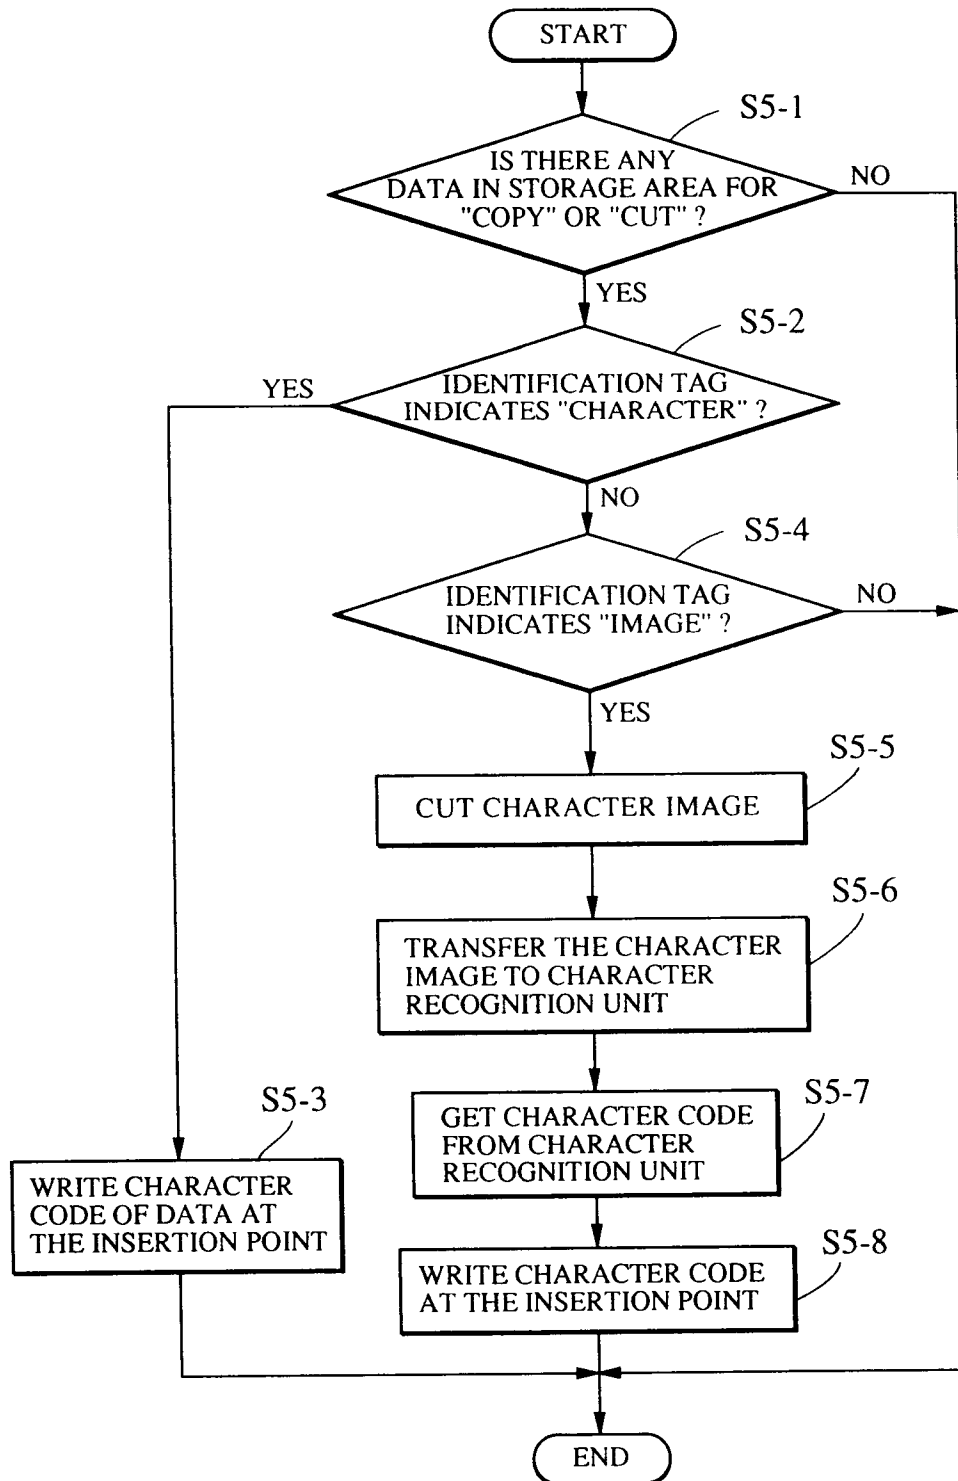 START
S5-1
IS THERE ANY
DATA IN STORAGE AREA FOR
"COPY" OR "CUT" ?
NO
YES
S5-2
YES
IDENTIFICATION TAG
INDICATES "CHARACTER" ?
NO
S5-4
IDENTIFICATION TAG
INDICATES "IMAGE" ?
NO
YES
S5-5
CUT CHARACTER IMAGE
S5-6
TRANSFER THE CHARACTER
IMAGE TO CHARACTER
RECOGNITION UNIT
S5-7
GET CHARACTER CODE
FROM CHARACTER
RECOGNITION UNIT
S5-3
WRITE CHARACTER
CODE OF DATA AT
THE INSERTION POINT
S5-8
WRITE CHARACTER CODE
AT THE INSERTION POINT
END